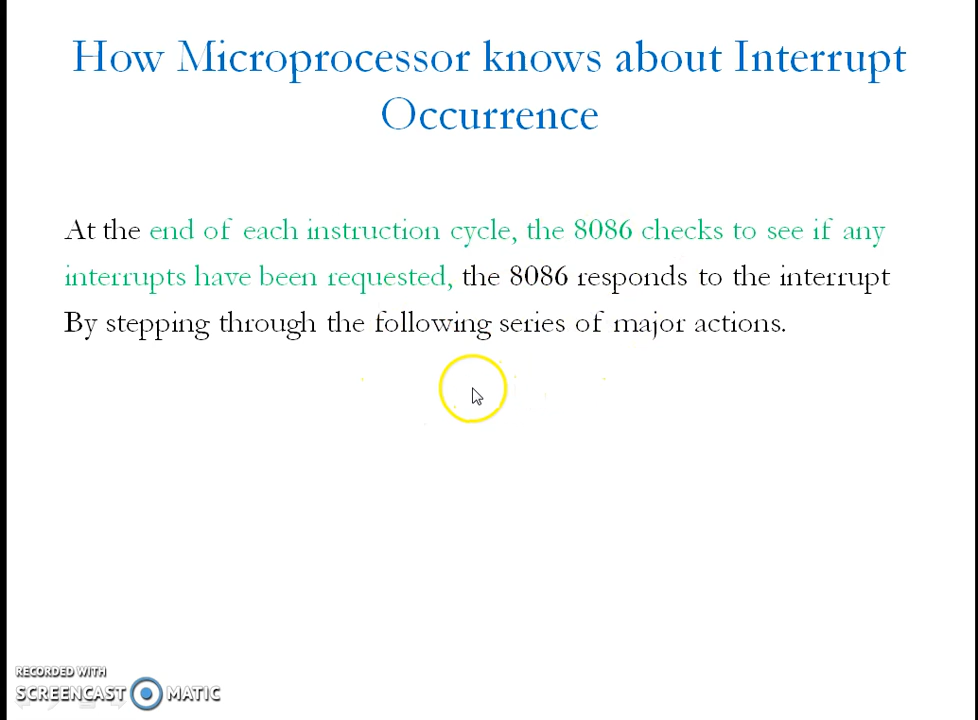 How Microprocessor knows about Interrupt
Occurrence
At the end of each instruction cycle, the 8086 checks to see if any
interrupts have been requested, the 8086 responds to the interrupt
By stepping through the following series of major actions.
RECORDED WITH
SCREENCAST MATIC